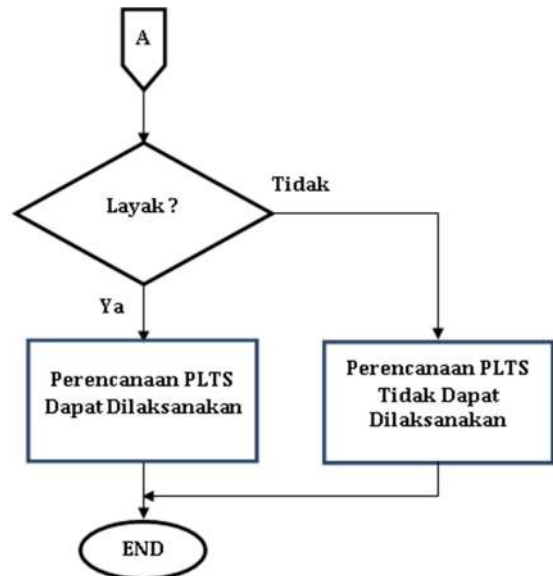 A
Layak ?
Tidak
Ya
Perencanaan PLTS
Dapat Dilaksanakan
Perencanaan PLTS
Tidak Dapat
Dilaksanakan
END